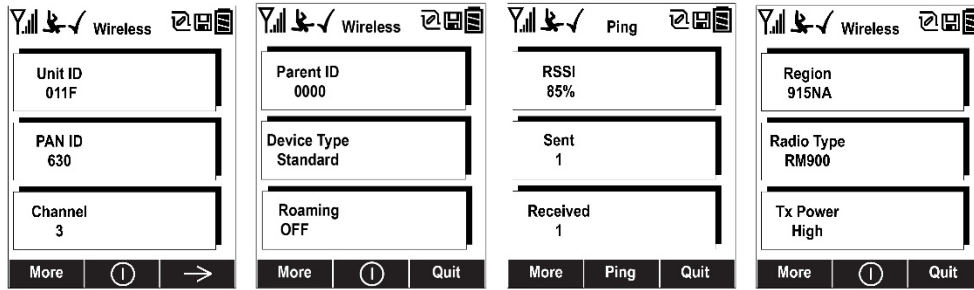 Wireless
Unit ID
011F
PAN ID
630
Channel
3
More
Wireless
Parent ID
0000
Device Type
Standard
Roaming
OFF
More Quit
Ping
RSSI
85%
Sent
1
Received
1
More Ping Quit
Wireless
Region
915NA
Radio Type
RM900
Tx Power
High
More Quit